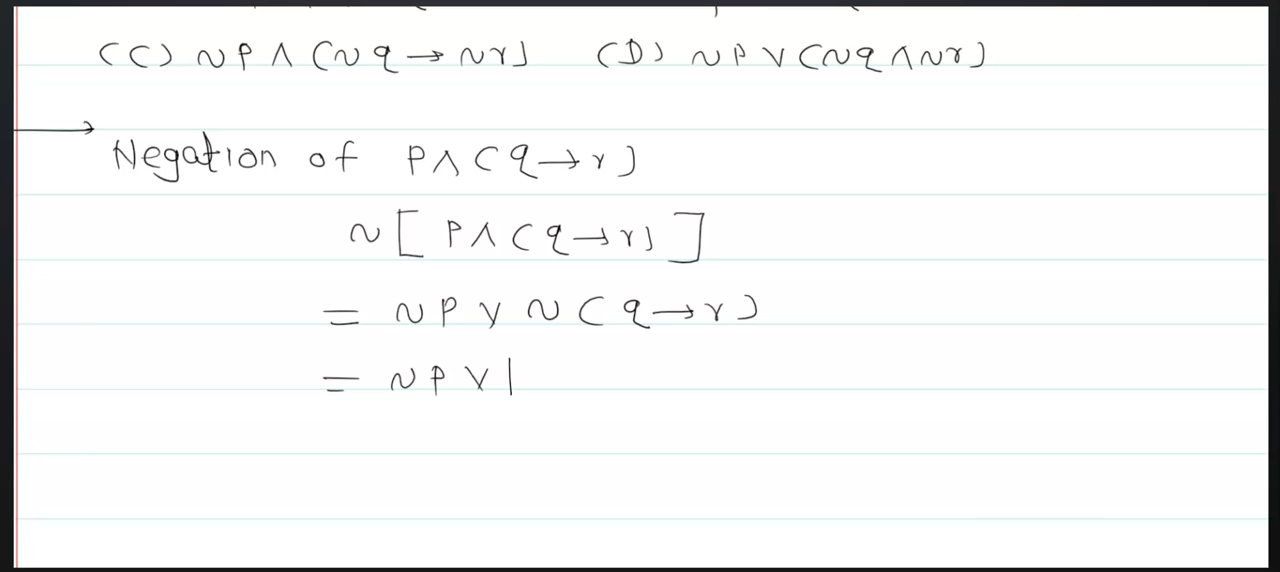 (C) ~p ∧ (~q → ~r) (D) ~p ∨ (~q ∧ ~r)
Negation of p ∧ (q → r)
~[p ∧ (q → r)]
= ~p ∨ ~(q → r)
= ~p ∨